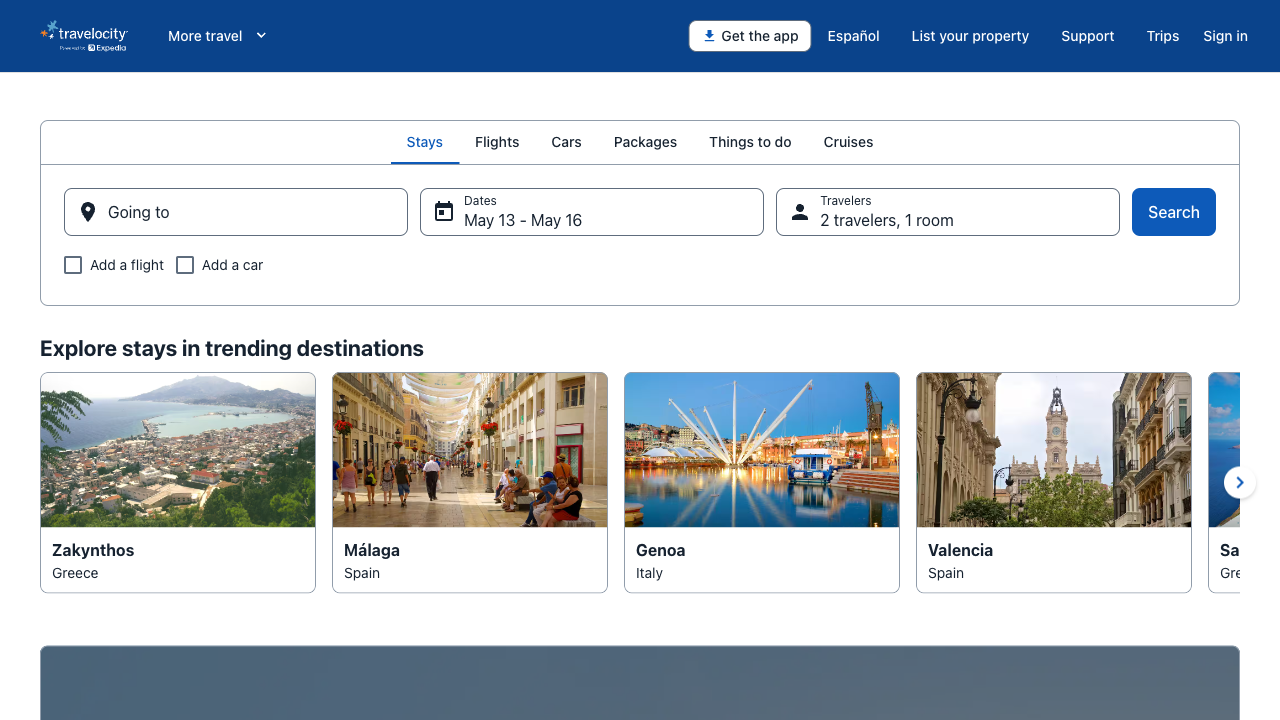 travelocity
Powered by Expedia
More travel
Get the app
Español
List your property
Support
Trips
Sign in
Stays
Flights
Cars
Packages
Things to do
Cruises
Going to
Dates
May 13 - May 16
Travelers
2 travelers, 1 room
Search
Add a flight
Add a car
Explore stays in trending destinations
Zakynthos
Greece
Málaga
Spain
Genoa
Italy
Valencia
Spain
Sa
Gre